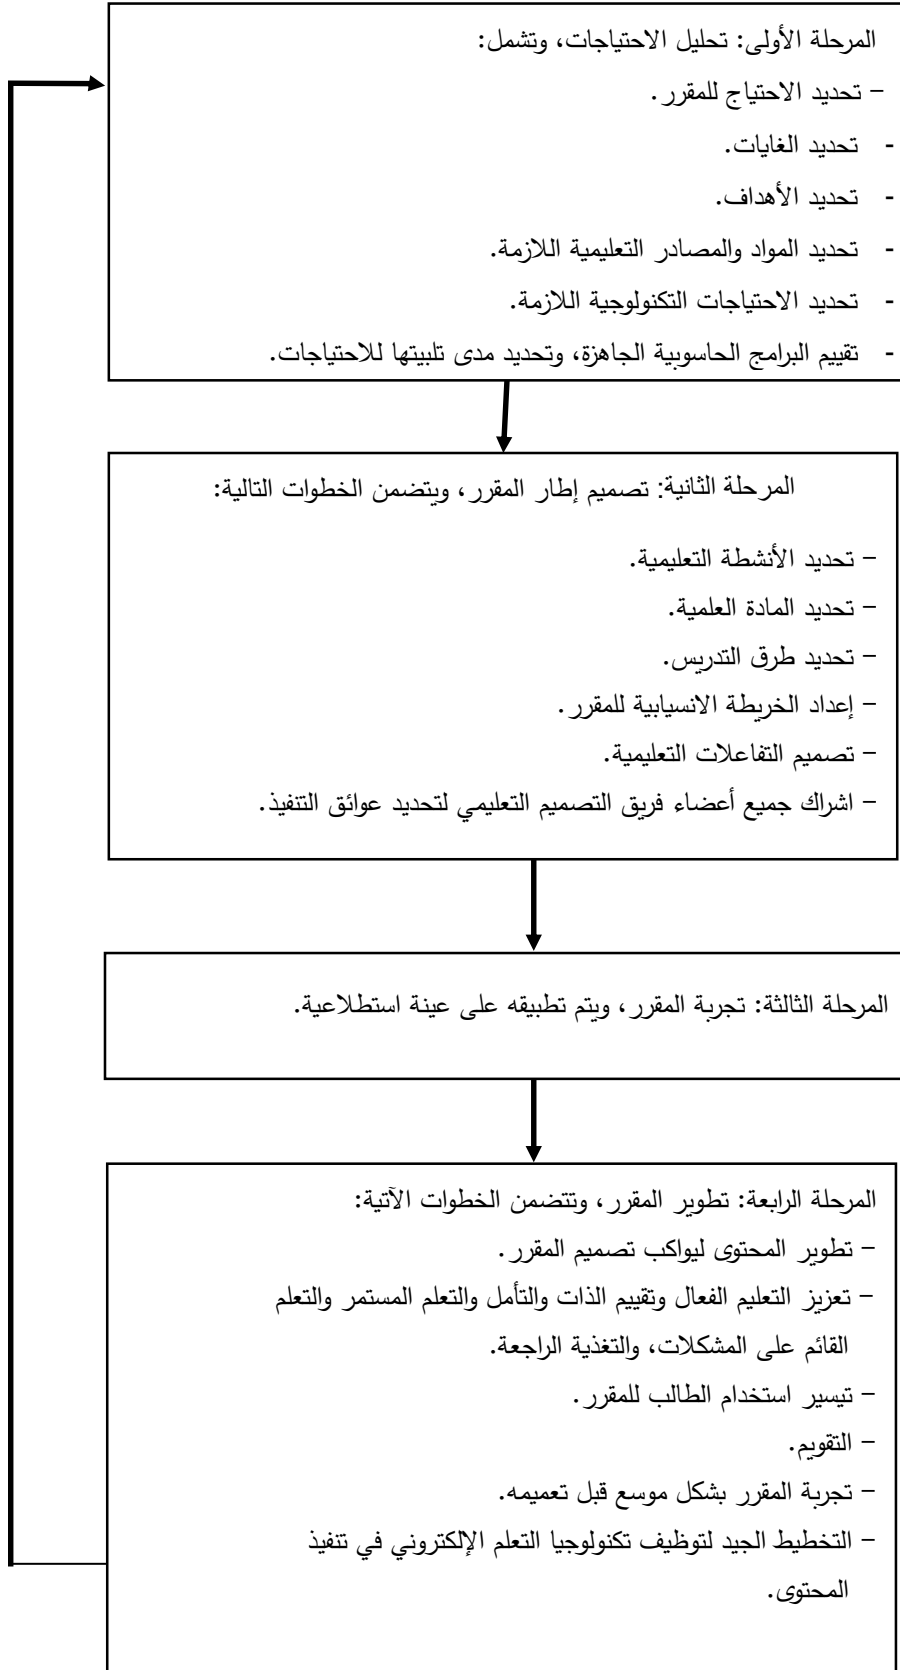 المرحلة الأولى: تحليل الاحتياجات، وتشمل:
– تحديد الاحتياج للمقرر.
- تحديد الغايات.
- تحديد الأهداف.
- تحديد المواد والمصادر التعليمية اللازمة.
- تحديد الاحتياجات التكنولوجية اللازمة.
- تقييم البرامج الحاسوبية الجاهزة، وتحديد مدى تلبيتها للاحتياجات.
المرحلة الثانية: تصميم إطار المقرر، ويتضمن الخطوات التالية:
– تحديد الأنشطة التعليمية.
– تحديد المادة العلمية.
– تحديد طرق التدريس.
– إعداد الخريطة الانسيابية للمقرر.
– تصميم التفاعلات التعليمية.
– اشراك جميع أعضاء فريق التصميم التعليمي لتحديد عوائق التنفيذ.
المرحلة الثالثة: تجربة المقرر، ويتم تطبيقه على عينة استطلاعية.
المرحلة الرابعة: تطوير المقرر، وتتضمن الخطوات الآتية:
– تطوير المحتوى ليواكب تصميم المقرر.
– تعزيز التعليم الفعال وتقييم الذات والتأمل والتعلم المستمر والتعلم
القائم على المشكلات، والتغذية الراجعة.
– تيسير استخدام الطالب للمقرر.
– التقويم.
– تجربة المقرر بشكل موسع قبل تعميمه.
– التخطيط الجيد لتوظيف تكنولوجيا التعلم الإلكتروني في تنفيذ
المحتوى.